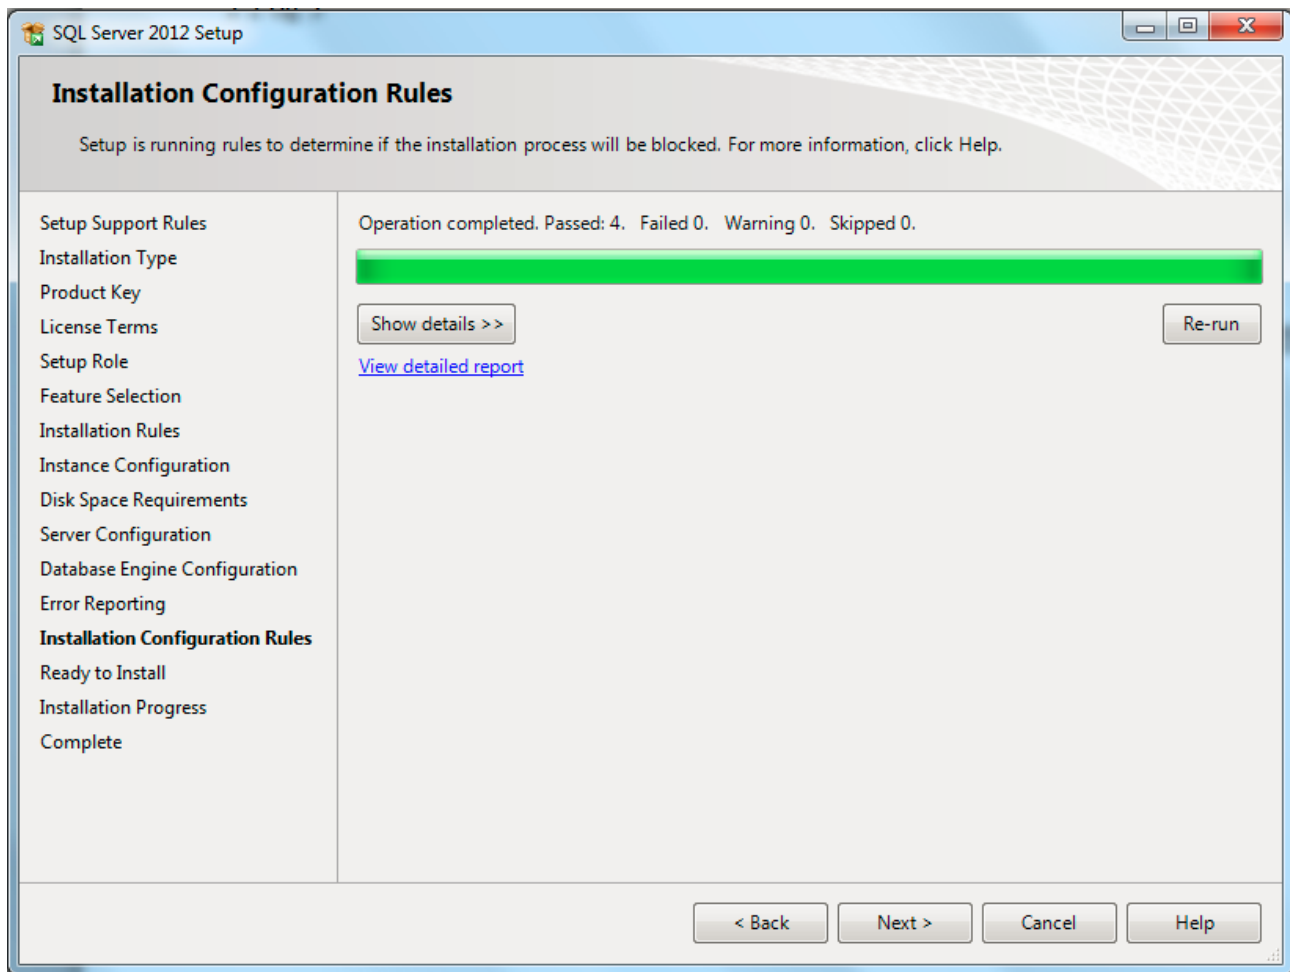 SQL Server 2012 Setup
Installation Configuration Rules
Setup is running rules to determine if the installation process will be blocked. For more information, click Help.
Setup Support Rules
Installation Type
Product Key
License Terms
Setup Role
Feature Selection
Installation Rules
Instance Configuration
Disk Space Requirements
Server Configuration
Database Engine Configuration
Error Reporting
Installation Configuration Rules
Ready to Install
Installation Progress
Complete
Operation completed. Passed: 4.   Failed 0.   Warning 0.   Skipped 0.
Show details >>
Re-run
View detailed report
< Back
Next >
Cancel
Help